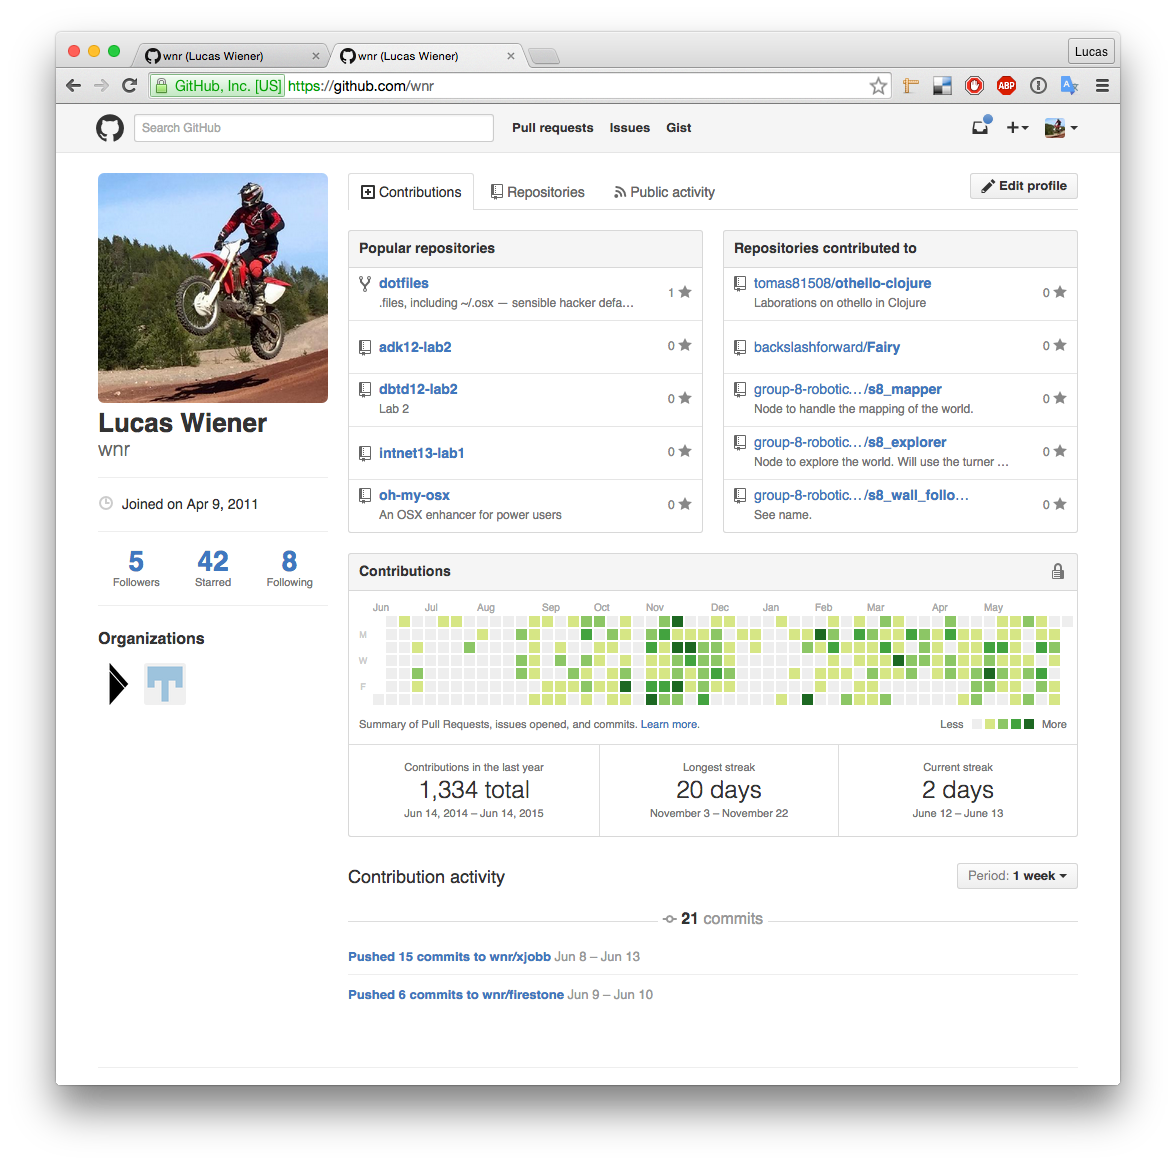 wnr (Lucas Wiener)
wnr (Lucas Wiener)
Lucas
GitHub, Inc. [US] https://github.com/wnr
ABP
Search GitHub
Pull requests Issues Gist
Contributions Repositories Public activity
Edit profile
Lucas Wiener
wnr
Joined on Apr 9, 2011
5 42 8
Followers Starred Following
Organizations
Popular repositories
dotfiles
.files, including ~/.osx — sensible hacker defa…
1
adk12-lab2
0
dbtd12-lab2
Lab 2
0
intnet13-lab1
0
oh-my-osx
An OSX enhancer for power users
0
Repositories contributed to
tomas81508/othello-clojure
Laborations on othello in Clojure
0
backslashforward/Fairy
0
group-8-robotic…/s8_mapper
Node to handle the mapping of the world.
0
group-8-robotic…/s8_explorer
Node to explore the world. Will use the turner …
0
group-8-robotic…/s8_wall_follo…
See name.
0
Contributions
Jun Jul Aug Sep Oct Nov Dec Jan Feb Mar Apr May
M
W
F
Summary of Pull Requests, issues opened, and commits. Learn more.
Less More
Contributions in the last year
1,334 total
Jun 14, 2014 – Jun 14, 2015
Longest streak
20 days
November 3 – November 22
Current streak
2 days
June 12 – June 13
Contribution activity
Period: 1 week
21 commits
Pushed 15 commits to wnr/xjobb Jun 8 – Jun 13
Pushed 6 commits to wnr/firestone Jun 9 – Jun 10